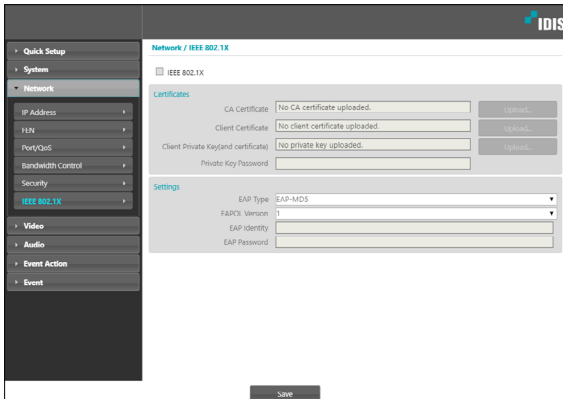 IDIS
Quick Setup
System
Network
IP Address
FEN
Port/QoS
Bandwidth Control
Security
IEEE 802.1X
Video
Audio
Event Action
Event
Network / IEEE 802.1X
IEEE 802.1X
Certificates
CA Certificate No CA certificate uploaded. Upload...
Client Certificate No client certificate uploaded. Upload...
Client Private Key(and certificate) No private key uploaded. Upload...
Private Key Password
Settings
EAP Type EAP-MD5
EAPOL Version 1
EAP Identity
EAP Password
Save